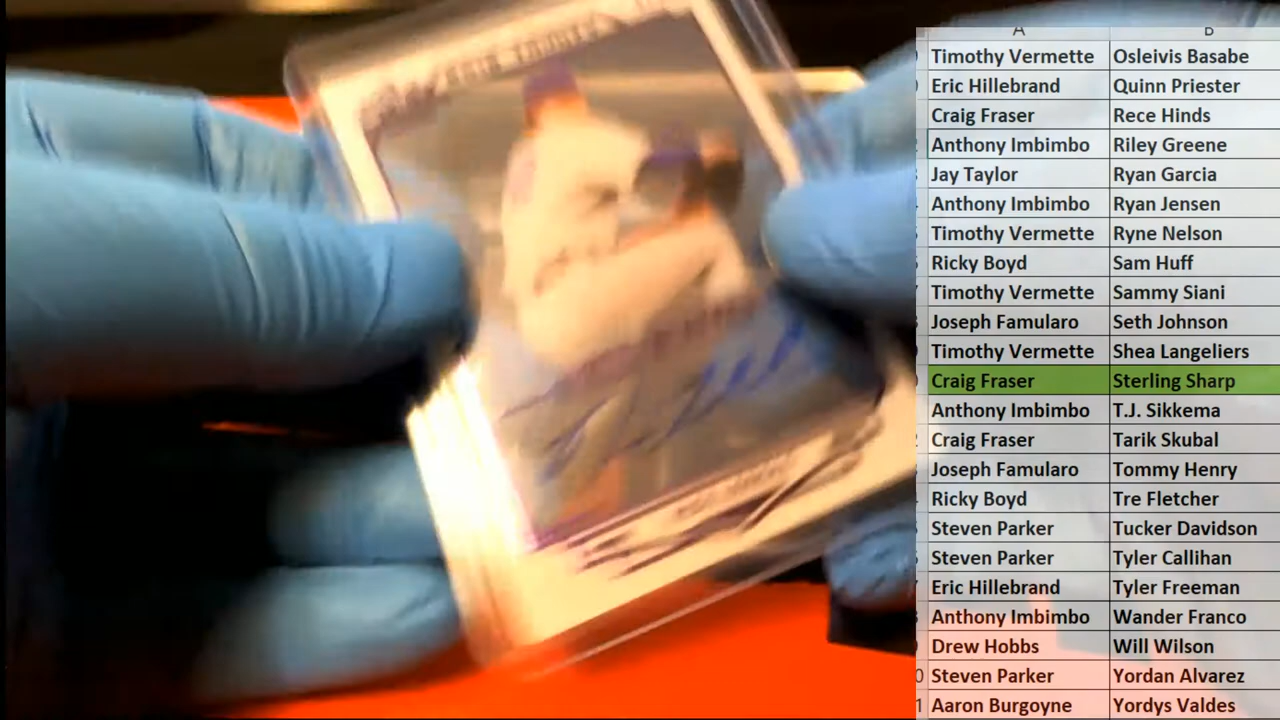 A B
Timothy Vermette Osleivis Basabe
Eric Hillebrand Quinn Priester
Craig Fraser Rece Hinds
Anthony Imbimbo Riley Greene
Jay Taylor Ryan Garcia
Anthony Imbimbo Ryan Jensen
Timothy Vermette Ryne Nelson
Ricky Boyd Sam Huff
Timothy Vermette Sammy Siani
Joseph Famularo Seth Johnson
Timothy Vermette Shea Langeliers
Craig Fraser Sterling Sharp
Anthony Imbimbo T.J. Sikkema
Craig Fraser Tarik Skubal
Joseph Famularo Tommy Henry
Ricky Boyd Tre Fletcher
Steven Parker Tucker Davidson
Steven Parker Tyler Callihan
Eric Hillebrand Tyler Freeman
Anthony Imbimbo Wander Franco
Drew Hobbs Will Wilson
Steven Parker Yordan Alvarez
Aaron Burgoyne Yordys Valdes